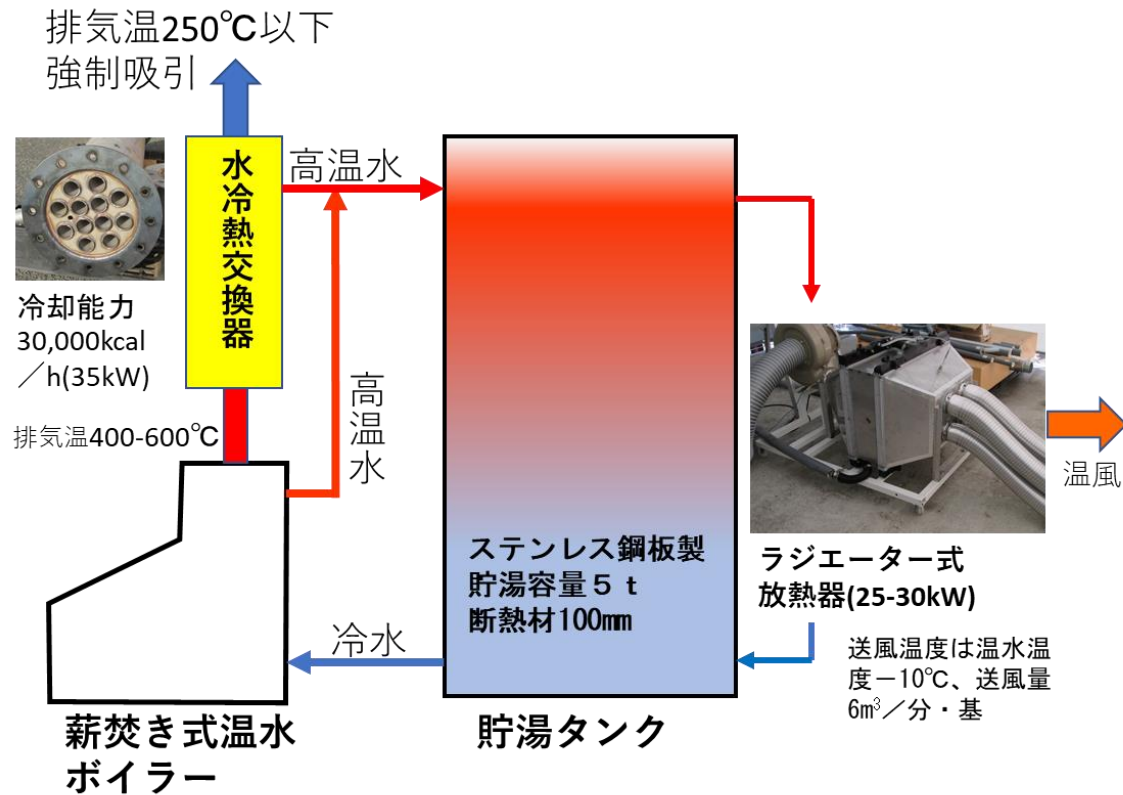 排気温250℃以下
強制吸引
水冷熱交換器
高温水
冷却能力
30,000kcal
／h(35kW)
高温水
排気温400-600℃
温風
ステンレス鋼板製
貯湯容量５ｔ
断熱材100㎜
ラジエーター式
放熱器(25-30kW)
冷水
送風温度は温水温
度－10℃、送風量
6m³／分・基
薪焚き式温水
ボイラー
貯湯タンク